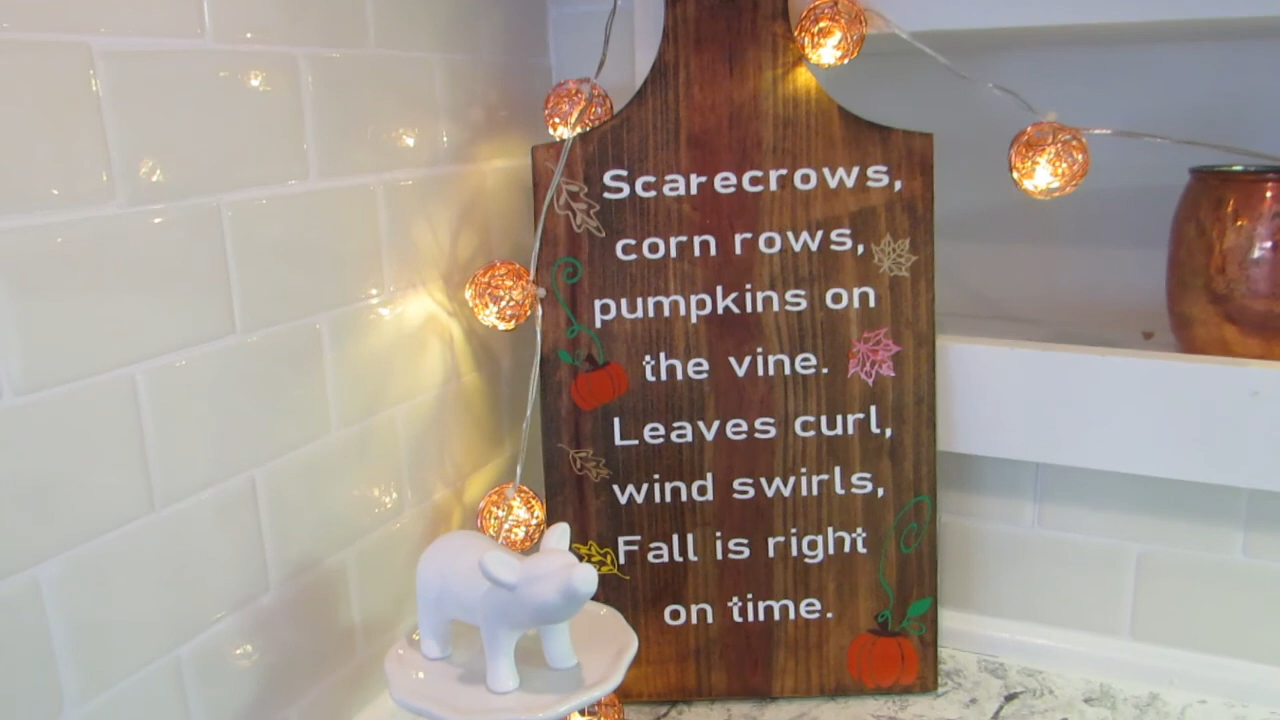 Scarecrows,
corn rows,
pumpkins on
the vine.
Leaves curl,
wind swirls,
Fall is right
on time.